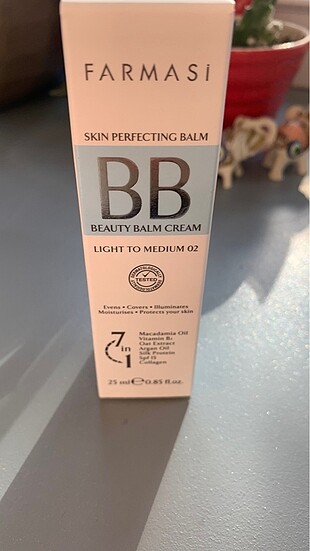 FARMASi
SKIN PERFECTING BALM
BB
BEAUTY BALM CREAM
LIGHT TO MEDIUM 02
DERMATOLOGICALLY
TESTED
Evens • Covers • Illuminates
Moisturises • Protects your skin
7 in 1
Macadamia Oil
Vitamin B₅
Oat Extract
Argan Oil
Silk Protein
Spf 15
Collagen
25 ml ℮ 0.85 fl.oz.